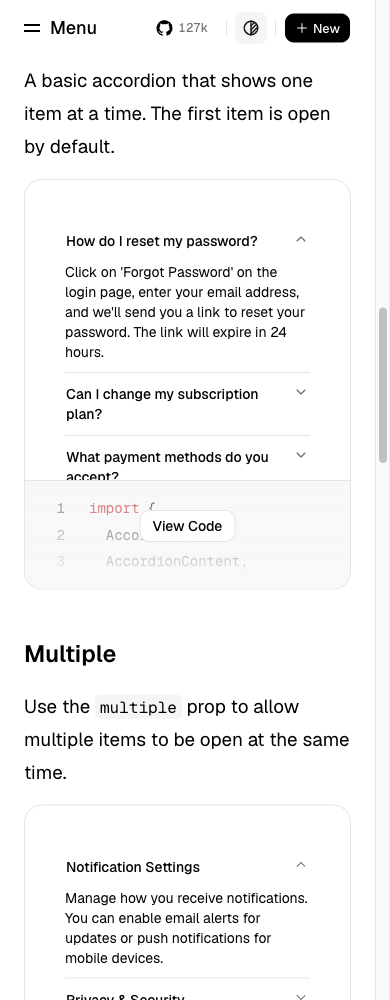 Menu
127k
New
A basic accordion that shows one
item at a time. The first item is open
by default.
How do I reset my password?
Click on 'Forgot Password' on the
login page, enter your email address,
and we'll send you a link to reset your
password. The link will expire in 24
hours.
Can I change my subscription
plan?
What payment methods do you
accept?
1 import {
2 Acco
View Code
3 AccordionContent,
Multiple
Use the multiple prop to allow
multiple items to be open at the same
time.
Notification Settings
Manage how you receive notifications.
You can enable email alerts for
updates or push notifications for
mobile devices.
Privacy & Security